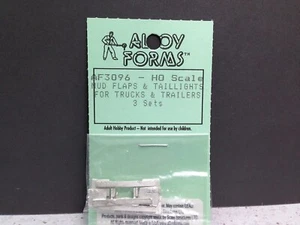 ALLOY
FORMS™
AF3096 - HO Scale
MUD FLAPS & TAILLIGHTS
FOR TRUCKS & TRAILERS
3 Sets
Adult Hobby Product - Not intended for use by children.